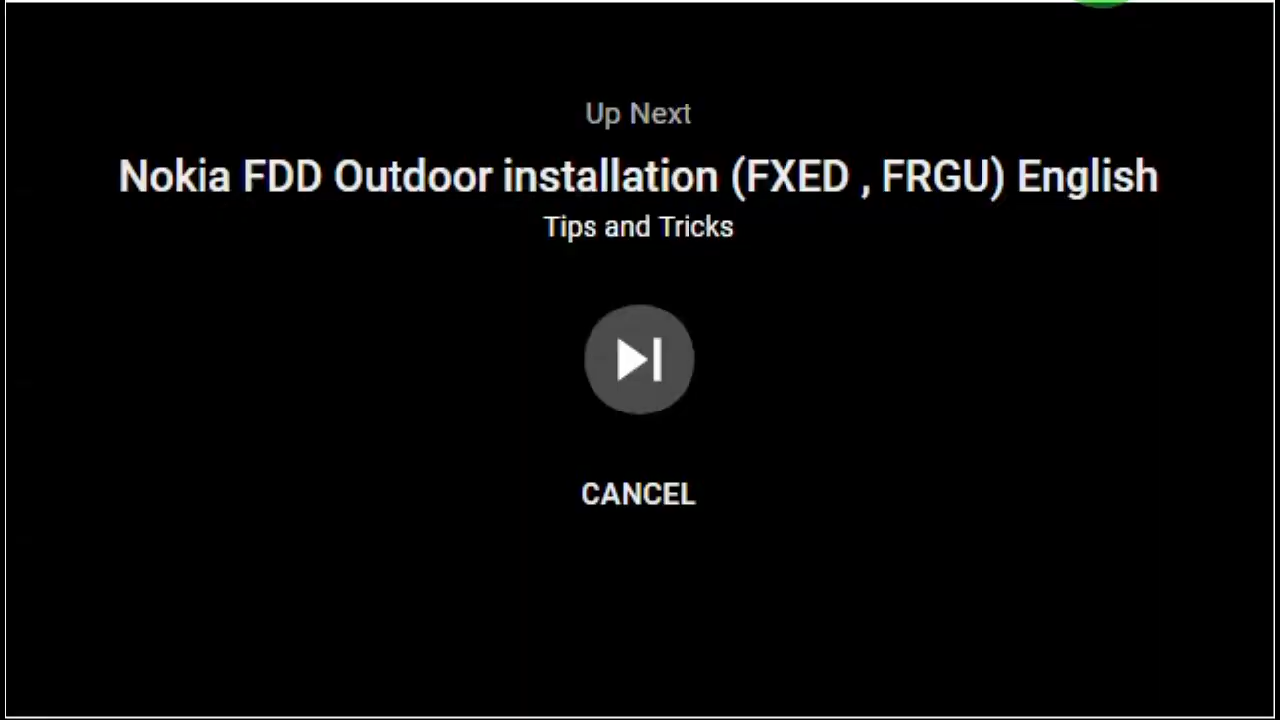 Up Next
Nokia FDD Outdoor installation (FXED , FRGU) English
Tips and Tricks
CANCEL